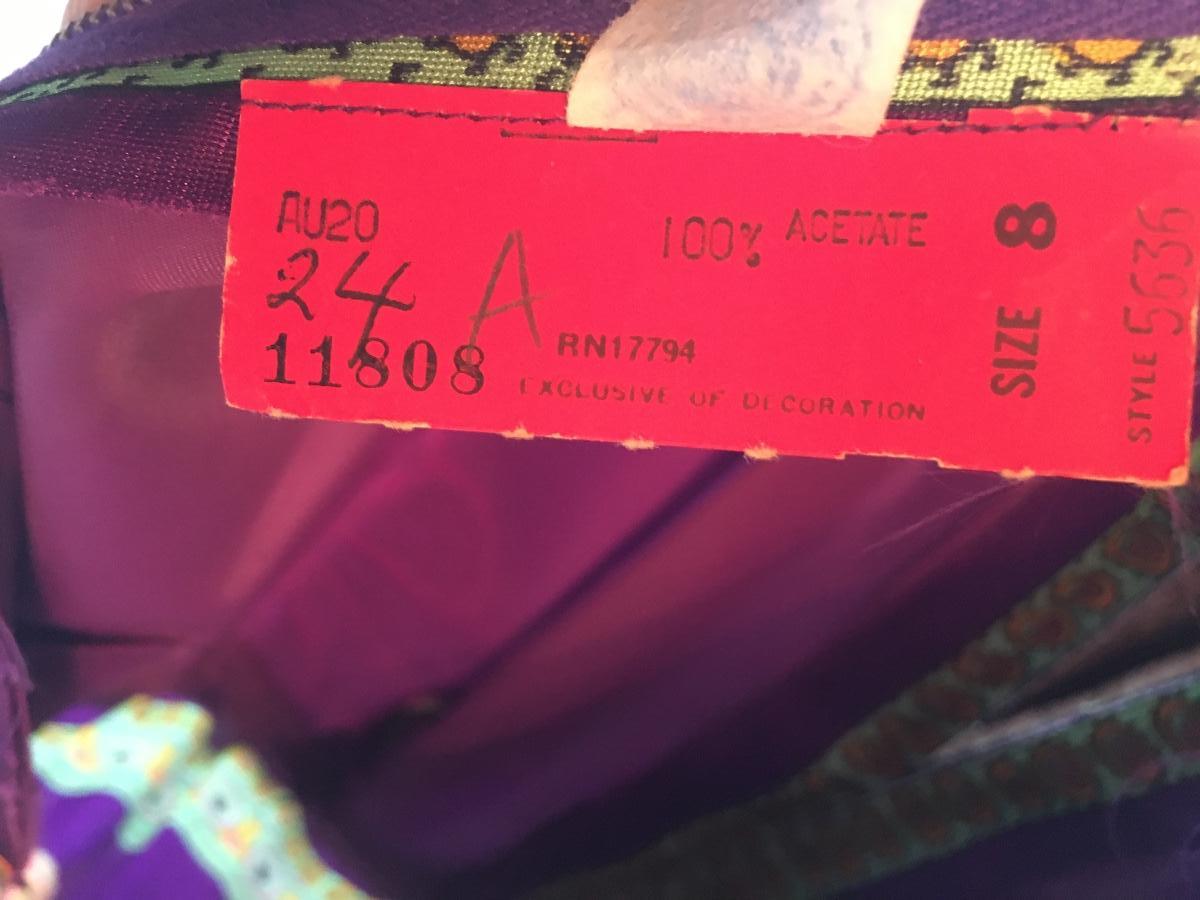 AU20
24 A
11808
100% ACETATE
RN17794
EXCLUSIVE OF DECORATION
SIZE 8
STYLE 5636